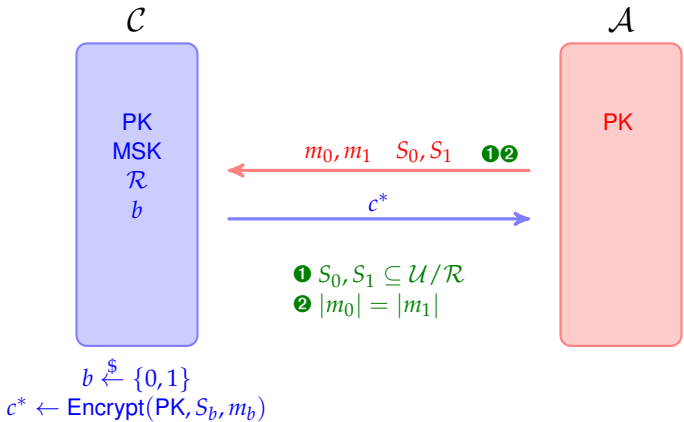 𝒞 𝒜
PK PK
MSK
ℛ
b
m₀, m₁ S₀, S₁ ❶❷
c*
❶ S₀, S₁ ⊆ 𝒰/ℛ
❷ |m₀| = |m₁|
b $← {0, 1}
c* ← Encrypt(PK, S_b, m_b)